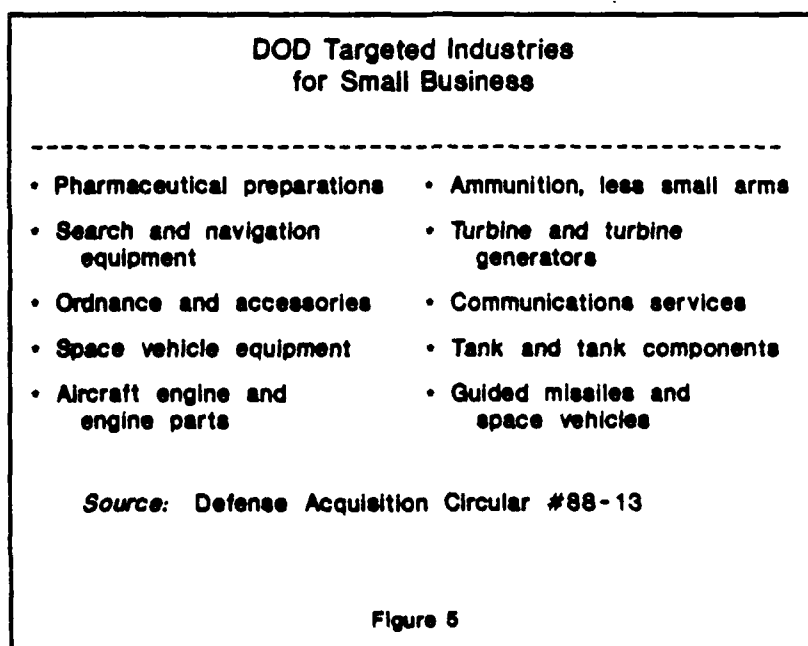 DOD Targeted Industries
for Small Business
• Pharmaceutical preparations
• Search and navigation
equipment
• Ordnance and accessories
• Space vehicle equipment
• Aircraft engine and
engine parts
• Ammunition, less small arms
• Turbine and turbine
generators
• Communications services
• Tank and tank components
• Guided missiles and
space vehicles
Source: Defense Acquisition Circular #88-13
Figure 5